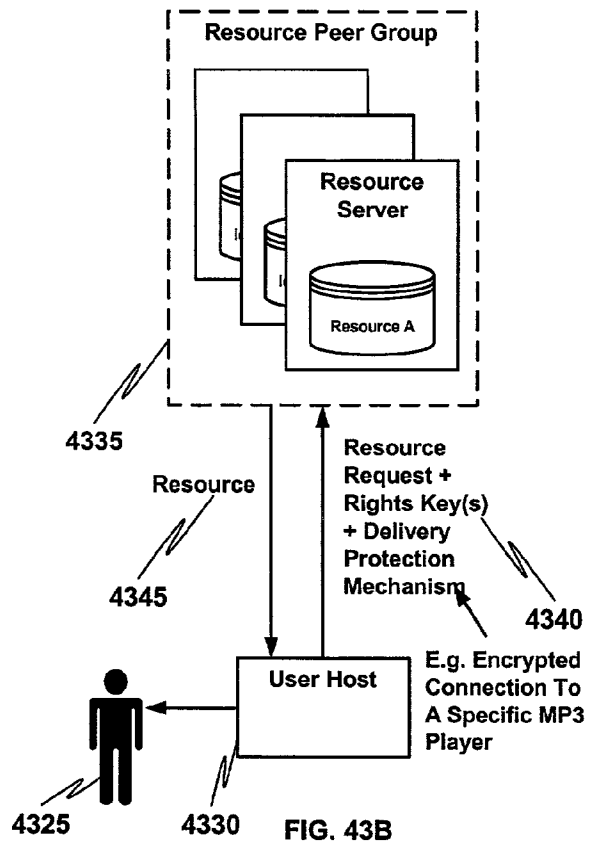 Resource Peer Group
Resource
Server
Resource A
4335
Resource
4345
Resource
Request +
Rights Key(s)
+ Delivery
Protection
Mechanism
4340
E.g. Encrypted
Connection To
A Specific MP3
Player
User Host
4325
4330
FIG. 43B